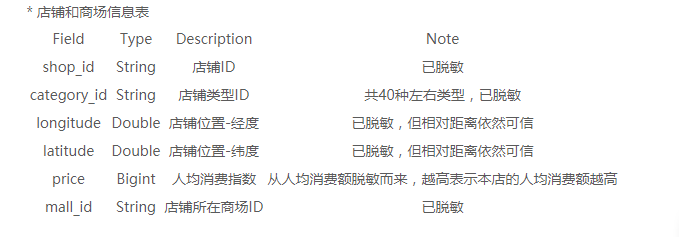 * 店铺和商场信息表
Field Type Description Note
shop_id String 店铺ID 已脱敏
category_id String 店铺类型ID 共40种左右类型，已脱敏
longitude Double 店铺位置-经度 已脱敏，但相对距离依然可信
latitude Double 店铺位置-纬度 已脱敏，但相对距离依然可信
price Bigint 人均消费指数 从人均消费额脱敏而来，越高表示本店的人均消费额越高
mall_id String 店铺所在商场ID 已脱敏